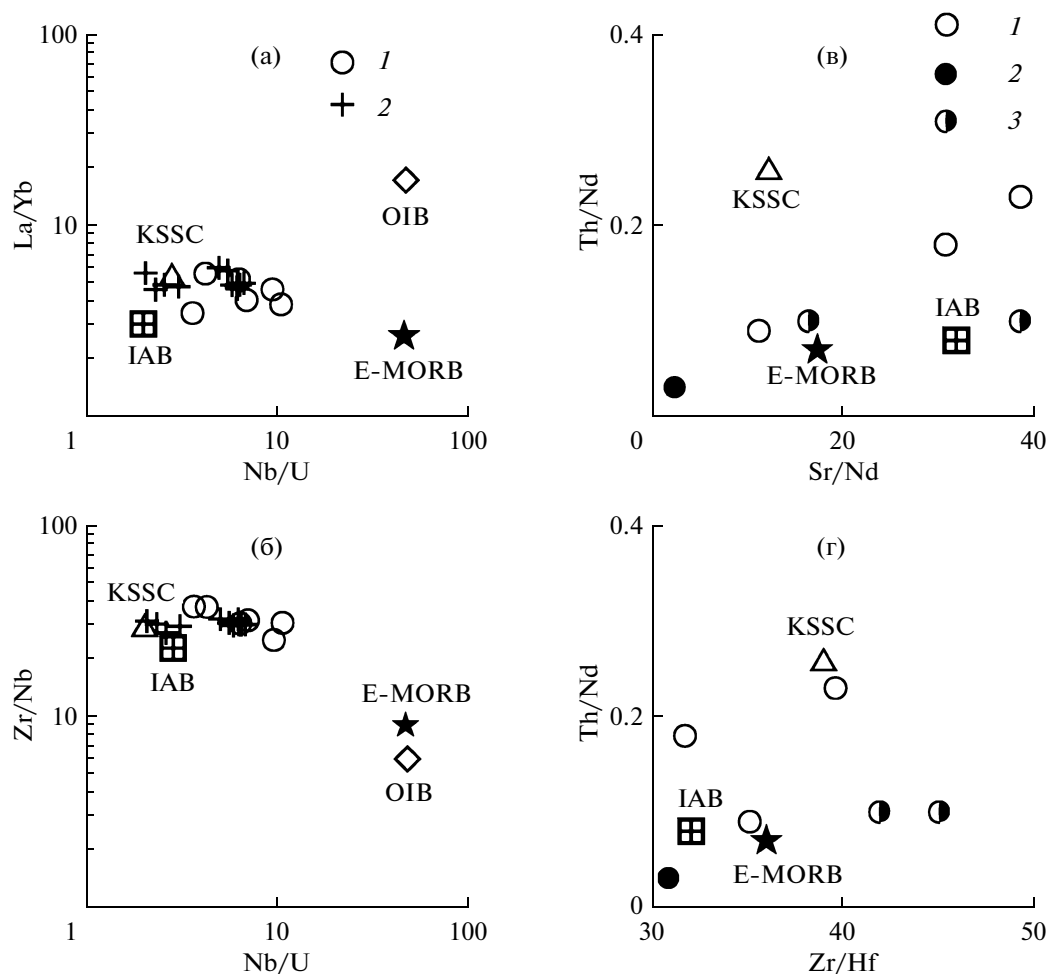 100
(а)
1
2
La/Yb
10
KSSC
OIB
IAB
E-MORB
1
10
100
Nb/U
0.4
(в)
1
2
3
Th/Nd
KSSC
0.2
IAB
E-MORB
0
20
40
Sr/Nd
100
(б)
Zr/Nb
KSSC
IAB
10
E-MORB
OIB
1
10
100
Nb/U
0.4
(г)
Th/Nd
KSSC
0.2
IAB
E-MORB
0
30
40
50
Zr/Hf